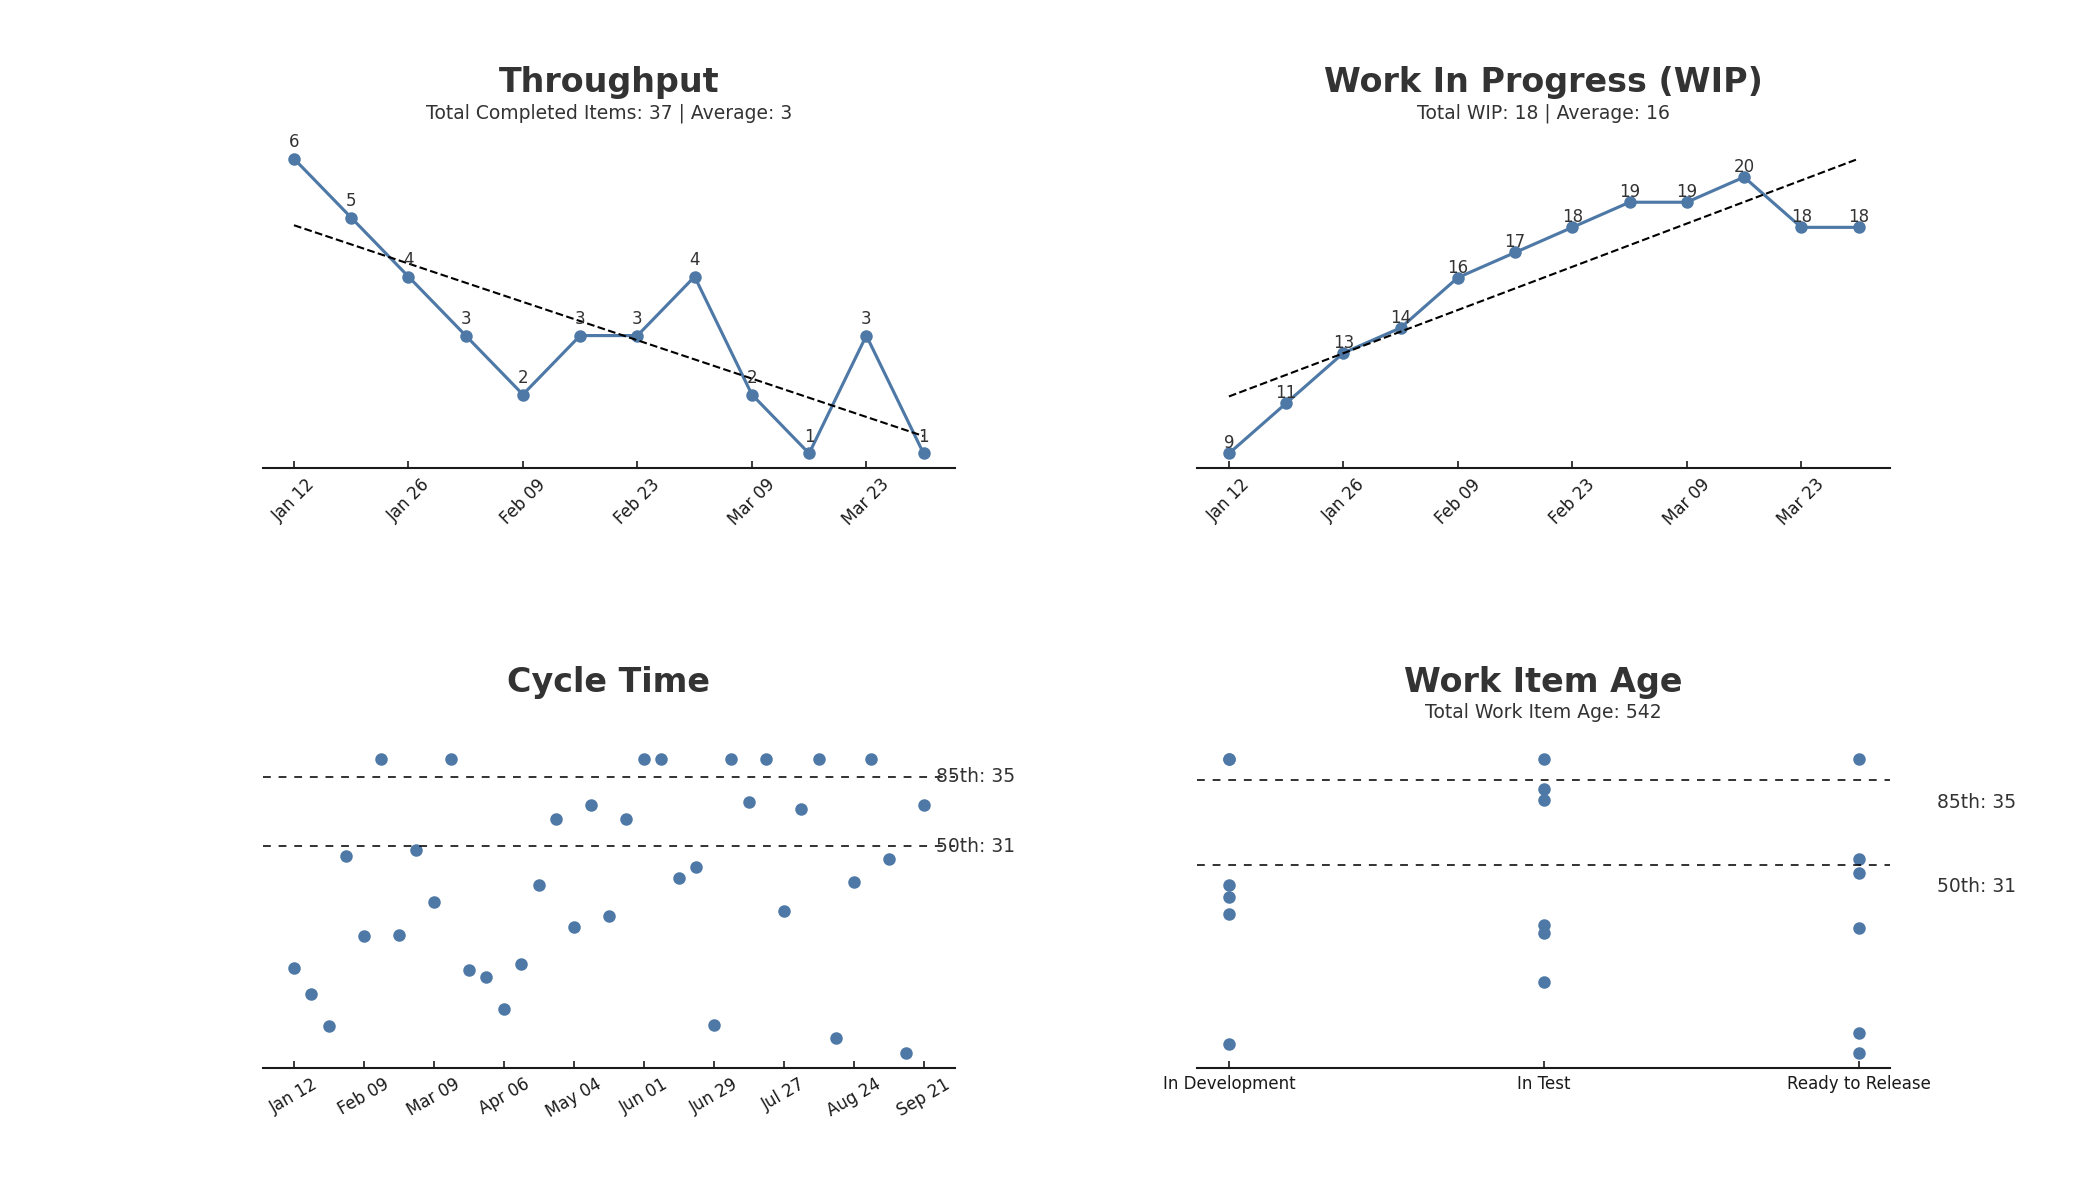 Throughput
Total Completed Items: 37 | Average: 3
6
5
4
3
2
3
3
4
2
1
3
1
Jan 12
Jan 26
Feb 09
Feb 23
Mar 09
Mar 23
Work In Progress (WIP)
Total WIP: 18 | Average: 16
9
11
13
14
16
17
18
19
19
20
18
18
Jan 12
Jan 26
Feb 09
Feb 23
Mar 09
Mar 23
Cycle Time
85th: 35
50th: 31
Jan 12
Feb 09
Mar 09
Apr 06
May 04
Jun 01
Jun 29
Jul 27
Aug 24
Sep 21
Work Item Age
Total Work Item Age: 542
85th: 35
50th: 31
In Development
In Test
Ready to Release